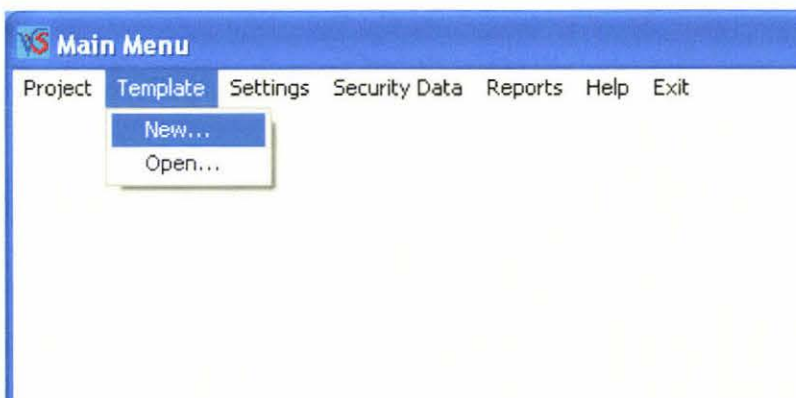 Main Menu
Project Template Settings Security Data Reports Help Exit
New...
Open...